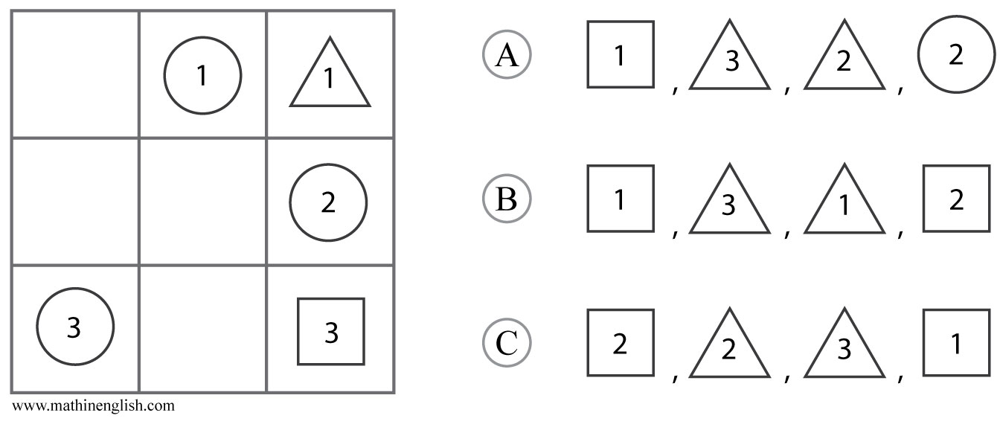 1 1
2
3 3
www.mathinenglish.com
A 1 , 3 , 2 , 2
B 1 , 3 , 1 , 2
C 2 , 2 , 3 , 1